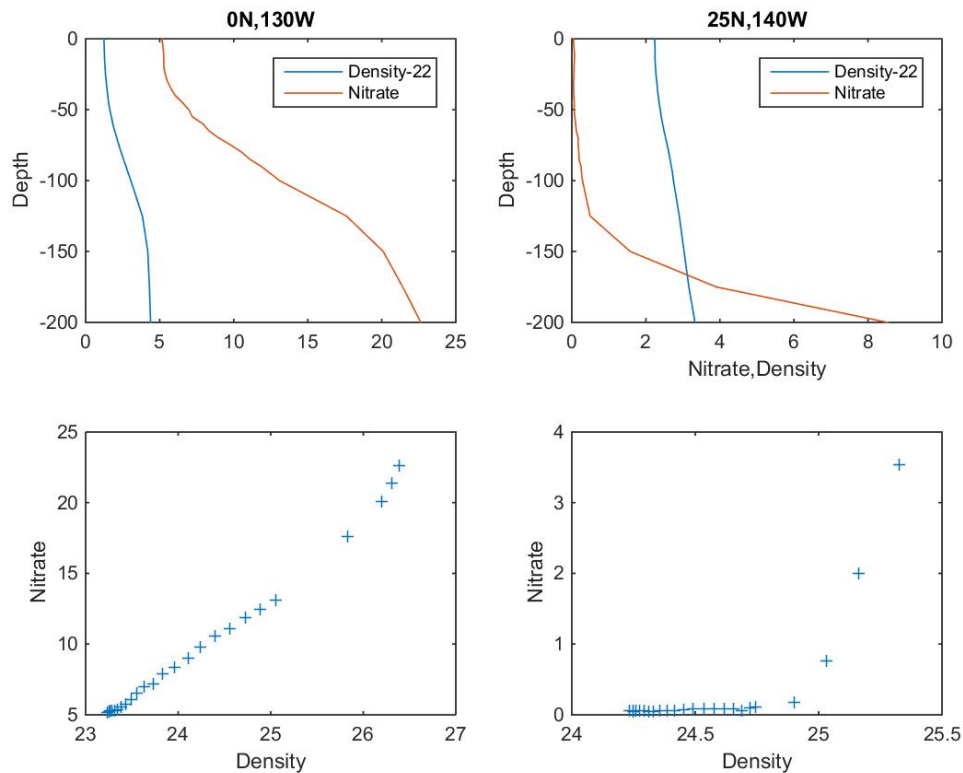 0N,130W
0
-50
-100
-150
-200
Depth
0 5 10 15 20 25
Density-22
Nitrate
25N,140W
0
-50
-100
-150
-200
Depth
0 2 4 6 8 10
Nitrate,Density
Density-22
Nitrate
25
20
15
10
5
Nitrate
23 24 25 26 27
Density
4
3
2
1
0
Nitrate
24 24.5 25 25.5
Density